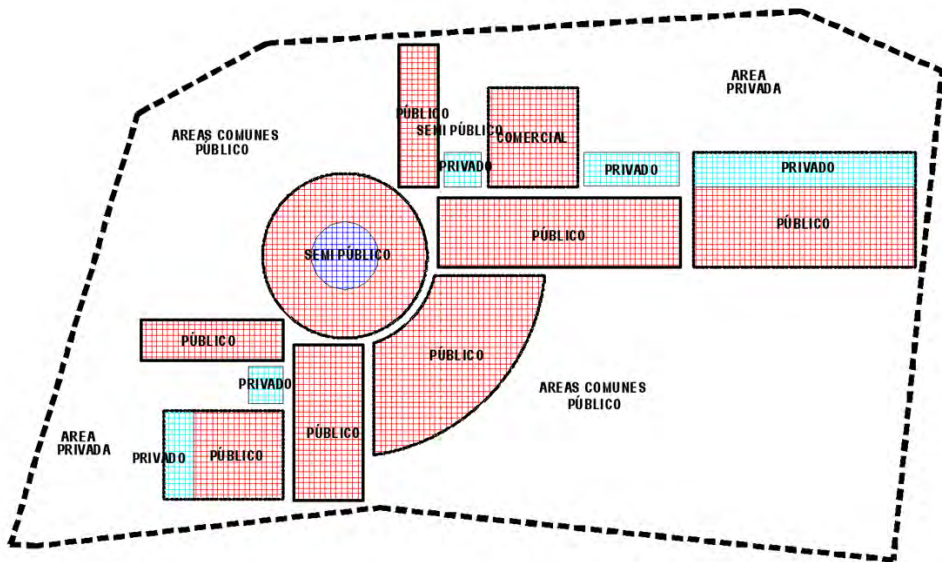 AREA
PRIVADA
PÚBLICO
AREAS COMUNES
PÚBLICO
SEMI PÚBLICO
COMERCIAL
PRIVADO
PRIVADO
PRIVADO
PÚBLICO
PÚBLICO
SEMI PÚBLICO
PÚBLICO
PÚBLICO
PRIVADO
AREAS COMUNES
PÚBLICO
AREA
PRIVADA
PÚBLICO
PRIVADO
PÚBLICO